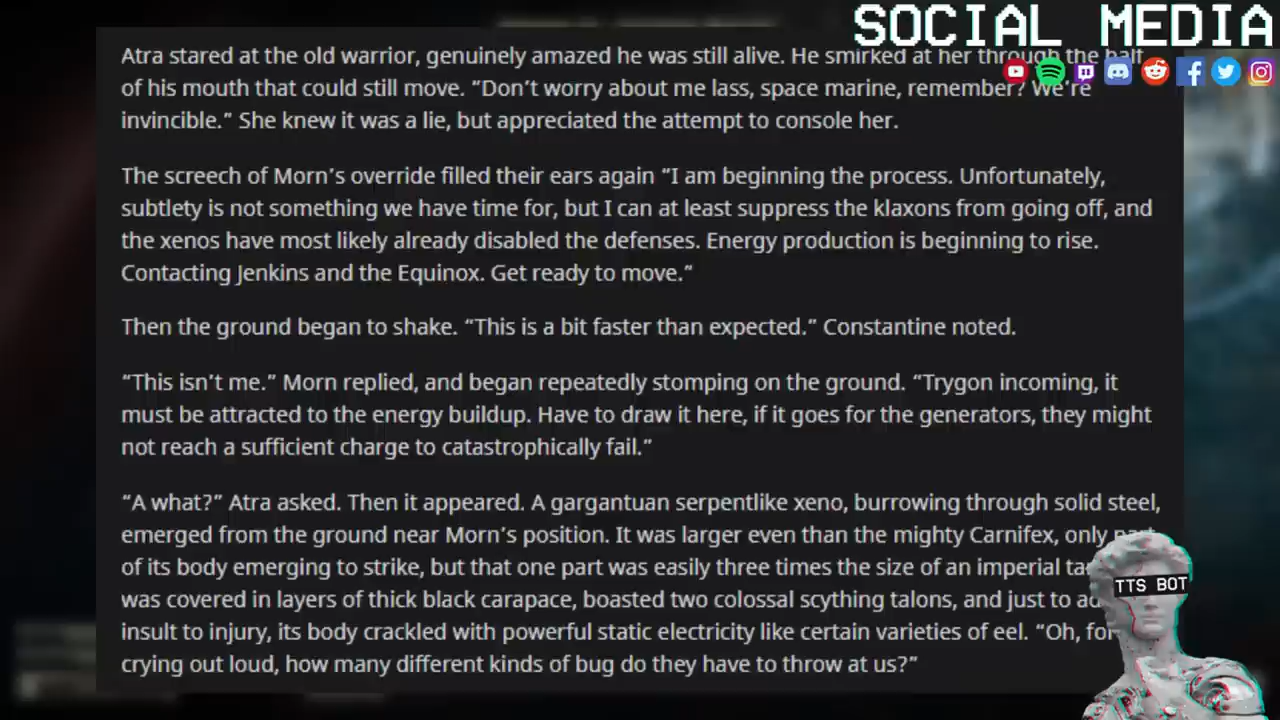 SOCIAL MEDIA
Atra stared at the old warrior, genuinely amazed he was still alive. He smirked at her through the half
of his mouth that could still move. “Don’t worry about me lass, space marine, remember? We’re
invincible.” She knew it was a lie, but appreciated the attempt to console her.
The screech of Morn’s override filled their ears again “I am beginning the process. Unfortunately,
subtlety is not something we have time for, but I can at least suppress the klaxons from going off, and
the xenos have most likely already disabled the defenses. Energy production is beginning to rise.
Contacting Jenkins and the Equinox. Get ready to move.”
Then the ground began to shake. “This is a bit faster than expected.” Constantine noted.
“This isn’t me.” Morn replied, and began repeatedly stomping on the ground. “Trygon incoming, it
must be attracted to the energy buildup. Have to draw it here, if it goes for the generators, they might
not reach a sufficient charge to catastrophically fail.”
“A what?” Atra asked. Then it appeared. A gargantuan serpentlike xeno, burrowing through solid steel,
emerged from the ground near Morn’s position. It was larger even than the mighty Carnifex, only part
of its body emerging to strike, but that one part was easily three times the size of an imperial
was covered in layers of thick black carapace, boasted two colossal scything talons, and just to
insult to injury, its body crackled with powerful static electricity like certain varieties of eel. “Oh, for
crying out loud, how many different kinds of bug do they have to throw at us?”
TTS BOT